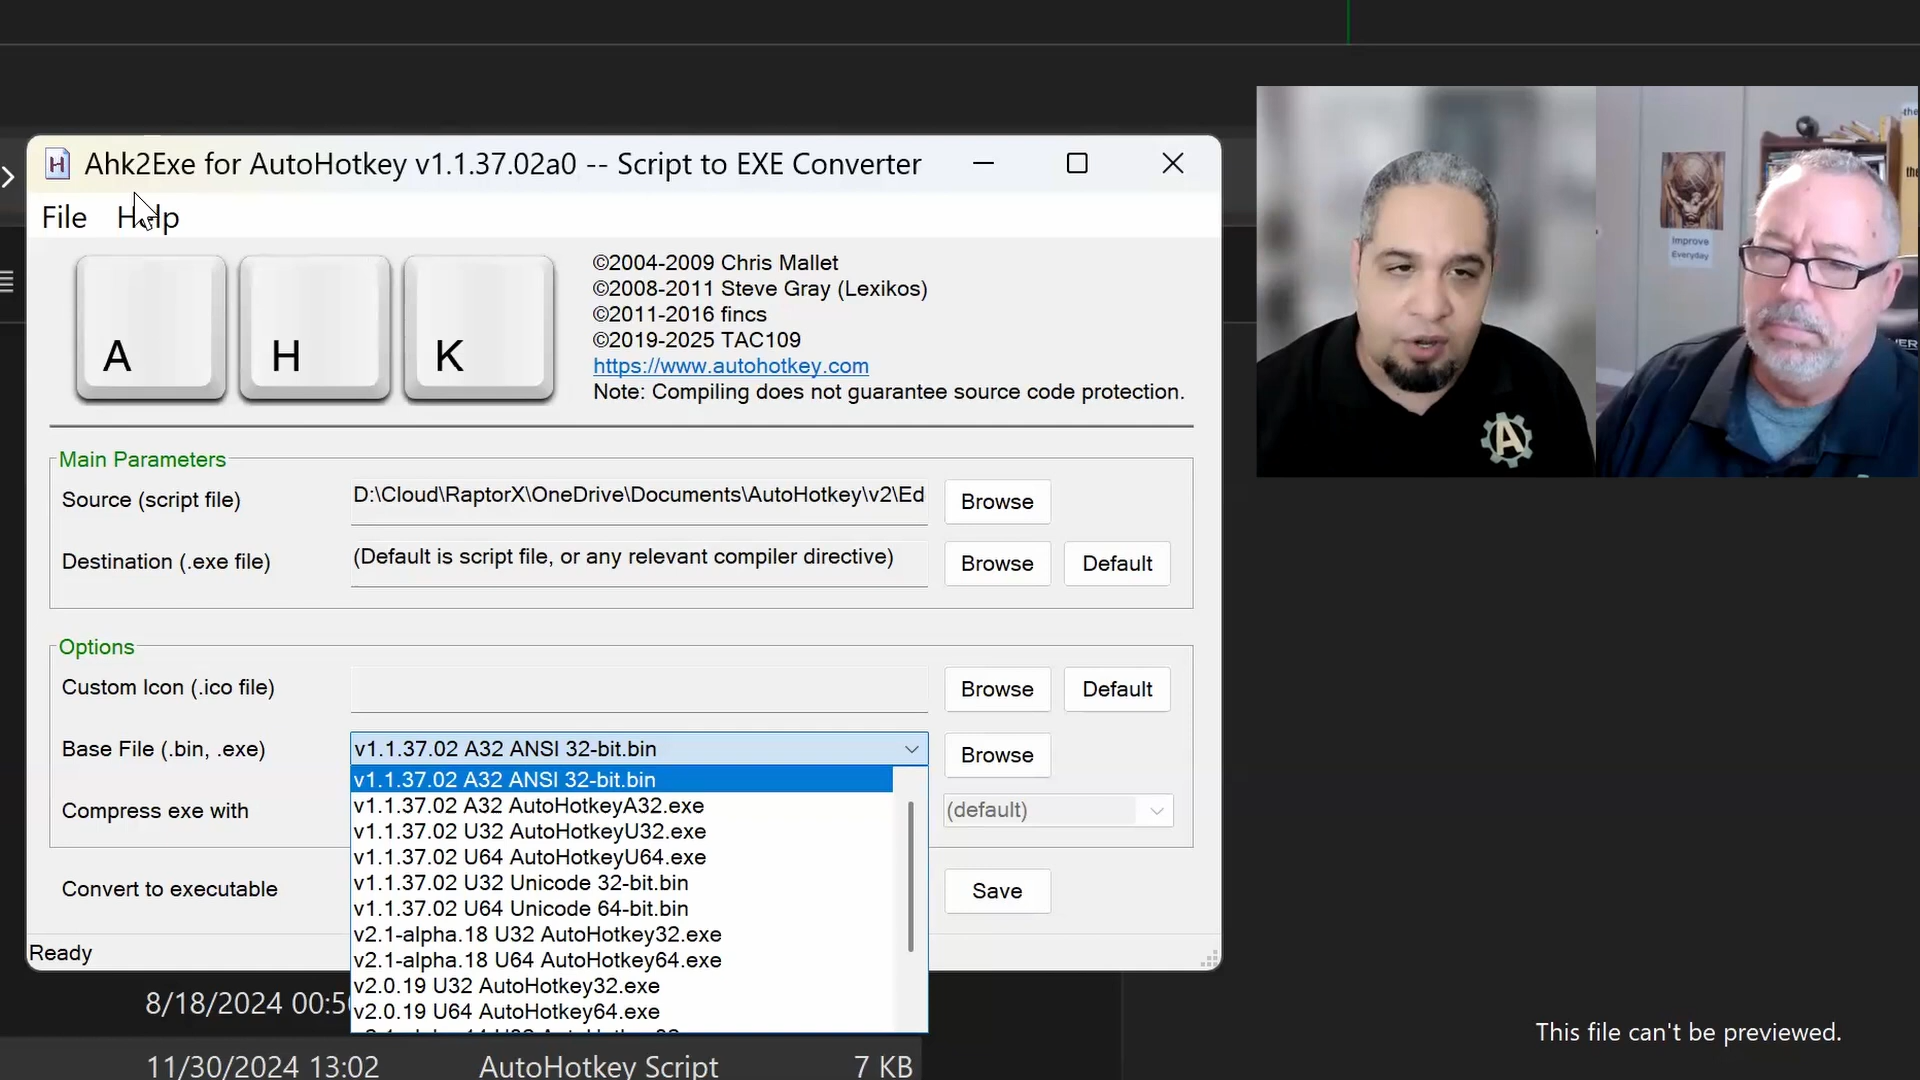 Ahk2Exe for AutoHotkey v1.1.37.02a0 -- Script to EXE Converter
File Help
A H K
©2004-2009 Chris Mallet
©2008-2011 Steve Gray (Lexikos)
©2011-2016 fincs
©2019-2025 TAC109
https://www.autohotkey.com
Note: Compiling does not guarantee source code protection.
Main Parameters
Source (script file) D:\Cloud\RaptorX\OneDrive\Documents\AutoHotkey\v2\Ed Browse
Destination (.exe file) (Default is script file, or any relevant compiler directive) Browse Default
Options
Custom Icon (.ico file) Browse Default
Base File (.bin, .exe) v1.1.37.02 A32 ANSI 32-bit.bin Browse
v1.1.37.02 A32 ANSI 32-bit.bin
v1.1.37.02 A32 AutoHotkeyA32.exe
Compress exe with (default)
v1.1.37.02 U32 AutoHotkeyU32.exe
v1.1.37.02 U64 AutoHotkeyU64.exe
v1.1.37.02 U32 Unicode 32-bit.bin
Convert to executable Save
v1.1.37.02 U64 Unicode 64-bit.bin
v2.1-alpha.18 U32 AutoHotkey32.exe
v2.1-alpha.18 U64 AutoHotkey64.exe
v2.0.19 U32 AutoHotkey32.exe
v2.0.19 U64 AutoHotkey64.exe
Ready
8/18/2024
11/30/2024 13:02 AutoHotkey Script 7 KB
This file can't be previewed.
A
Improve
Everyday
the
the